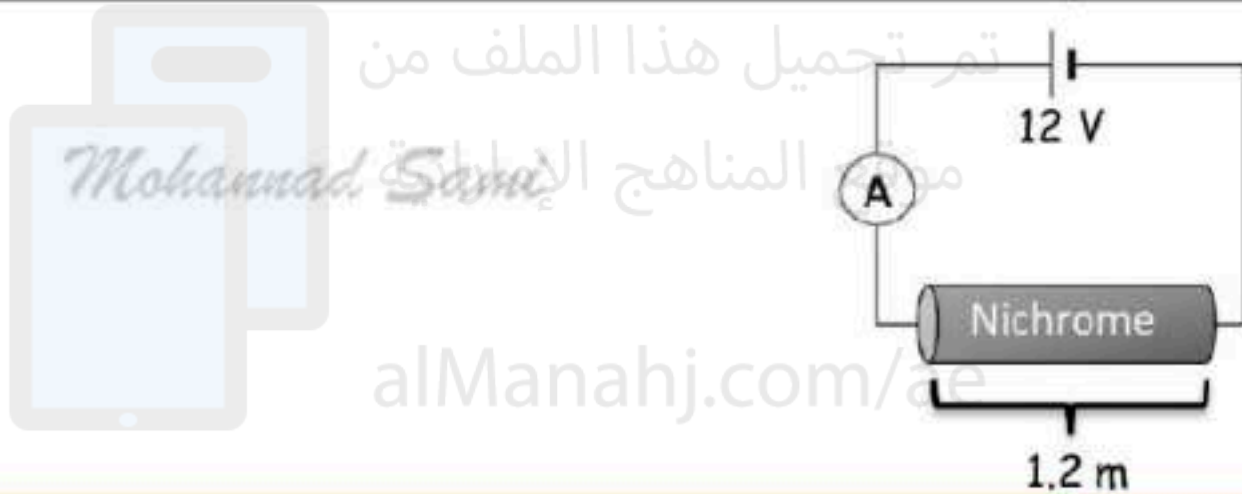 تم تحميل هذا الملف من
12 V
Mohannad Sami
موقع المناهج الإماراتية
A
Nichrome
alManahj.com/ae
1.2 m